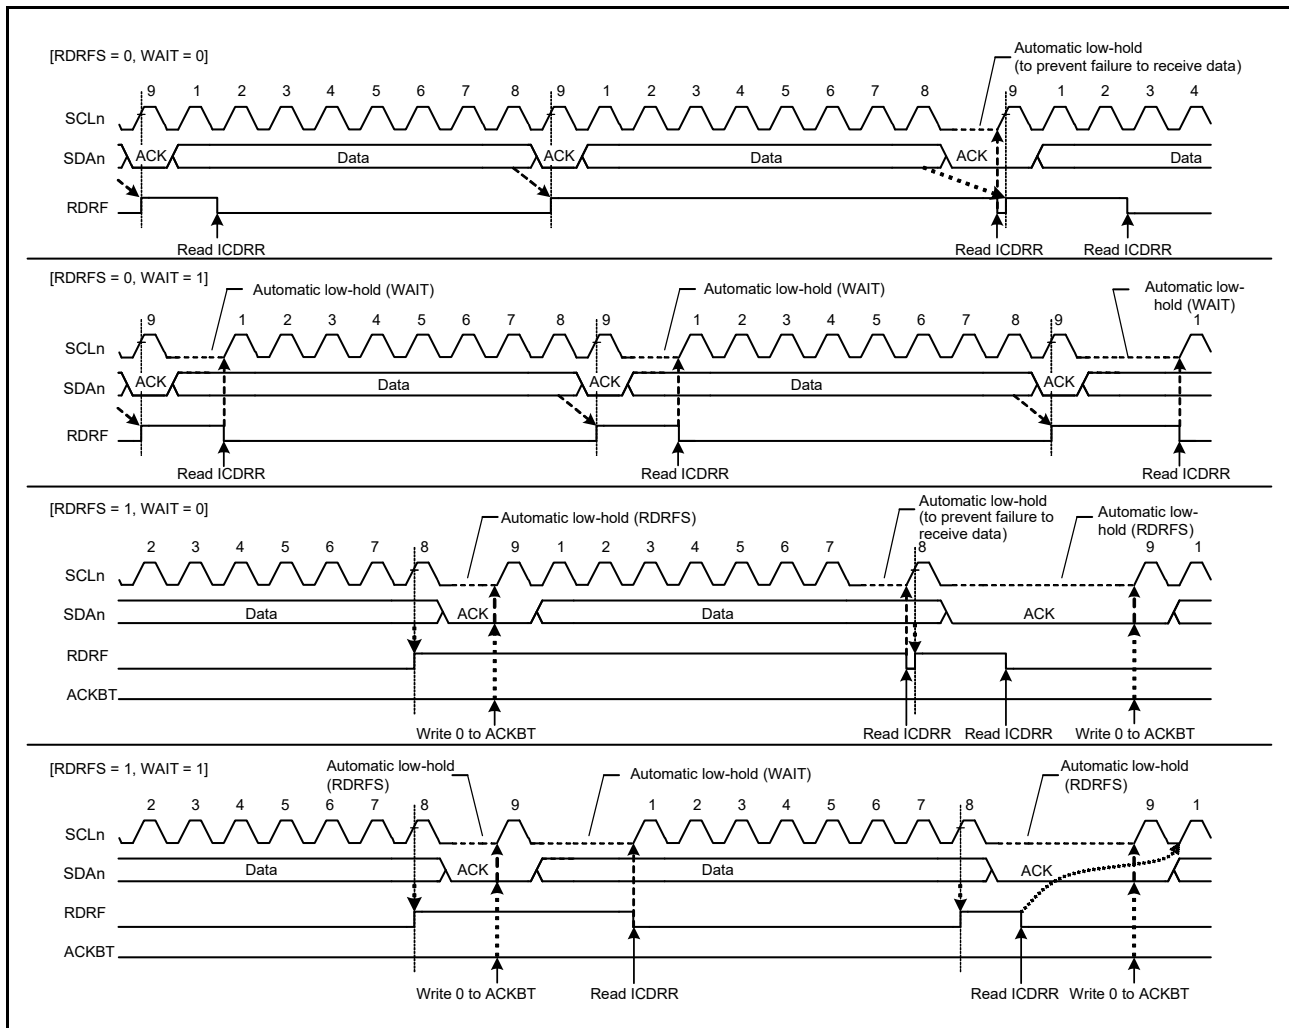 [RDRFS = 0, WAIT = 0]
Automatic low-hold
(to prevent failure to receive data)
9 1 2 3 4 5 6 7 8 9 1 2 3 4 5 6 7 8 9 1 2 3 4
SCLn
SDAn ACK Data ACK Data ACK Data
RDRF
Read ICDRR Read ICDRR Read ICDRR
[RDRFS = 0, WAIT = 1]
Automatic low-hold (WAIT) Automatic low-hold (WAIT) Automatic low-
hold (WAIT)
9 1 2 3 4 5 6 7 8 9 1 2 3 4 5 6 7 8 9 1
SCLn
SDAn ACK Data ACK Data ACK
RDRF
Read ICDRR Read ICDRR Read ICDRR
[RDRFS = 1, WAIT = 0]
Automatic low-hold (RDRFS)
Automatic low-hold
(to prevent failure to
receive data)
Automatic low-
hold (RDRFS)
2 3 4 5 6 7 8 9 1 2 3 4 5 6 7 8 9 1
SCLn
SDAn Data ACK Data ACK
RDRF
ACKBT
Write 0 to ACKBT Read ICDRR Read ICDRR Write 0 to ACKBT
[RDRFS = 1, WAIT = 1]
Automatic low-hold
(RDRFS)
Automatic low-hold (WAIT)
Automatic low-hold
(RDRFS)
2 3 4 5 6 7 8 9 1 2 3 4 5 6 7 8 9 1
SCLn
SDAn Data ACK Data ACK
RDRF
ACKBT
Write 0 to ACKBT Read ICDRR Read ICDRR Write 0 to ACKBT